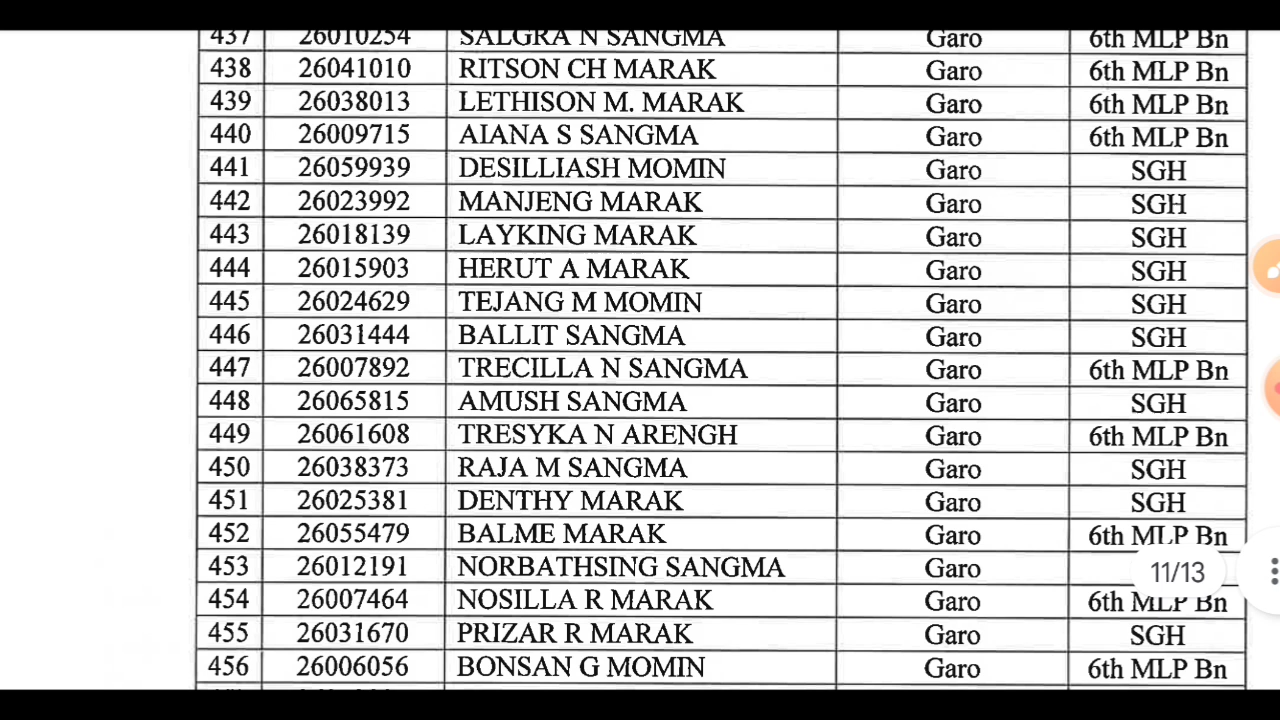 437 26010254 SALGRA N SANGMA Garo 6th MLP Bn
438 26041010 RITSON CH MARAK Garo 6th MLP Bn
439 26038013 LETHISON M. MARAK Garo 6th MLP Bn
440 26009715 AIANA S SANGMA Garo 6th MLP Bn
441 26059939 DESILLIASH MOMIN Garo SGH
442 26023992 MANJENG MARAK Garo SGH
443 26018139 LAYKING MARAK Garo SGH
444 26015903 HERUT A MARAK Garo SGH
445 26024629 TEJANG M MOMIN Garo SGH
446 26031444 BALLIT SANGMA Garo SGH
447 26007892 TRECILLA N SANGMA Garo 6th MLP Bn
448 26065815 AMUSH SANGMA Garo SGH
449 26061608 TRESYKA N ARENGH Garo 6th MLP Bn
450 26038373 RAJA M SANGMA Garo SGH
451 26025381 DENTHY MARAK Garo SGH
452 26055479 BALME MARAK Garo 6th MLP Bn
453 26012191 NORBATHSING SANGMA Garo 11/13
454 26007464 NOSILLA R MARAK Garo 6th MLP Bn
455 26031670 PRIZAR R MARAK Garo SGH
456 26006056 BONSAN G MOMIN Garo 6th MLP Bn